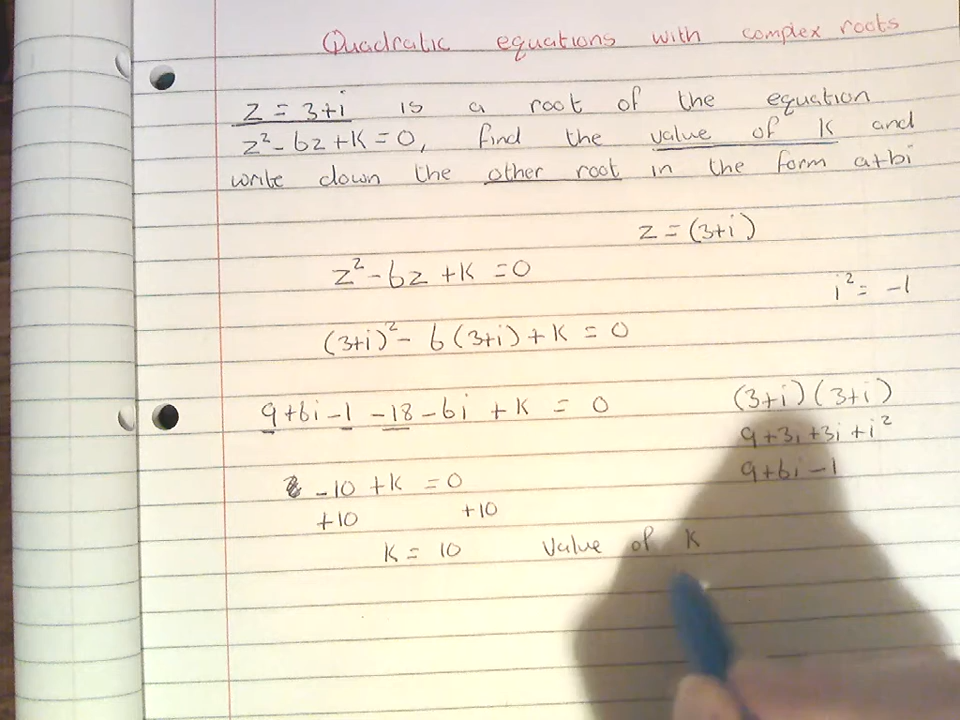 Quadratic equations with complex roots
z = 3+i is a root of the equation
z² - 6z + k = 0, find the value of k and
write down the other root in the form a+bi
z = (3+i)
z² - 6z + k = 0
i² = -1
(3+i)² - 6(3+i) + k = 0
9 + 6i - 1 - 18 - 6i + k = 0
(3+i)(3+i)
9 + 3i + 3i + i²
9 + 6i - 1
-10 + k = 0
+10 +10
k = 10 value of k